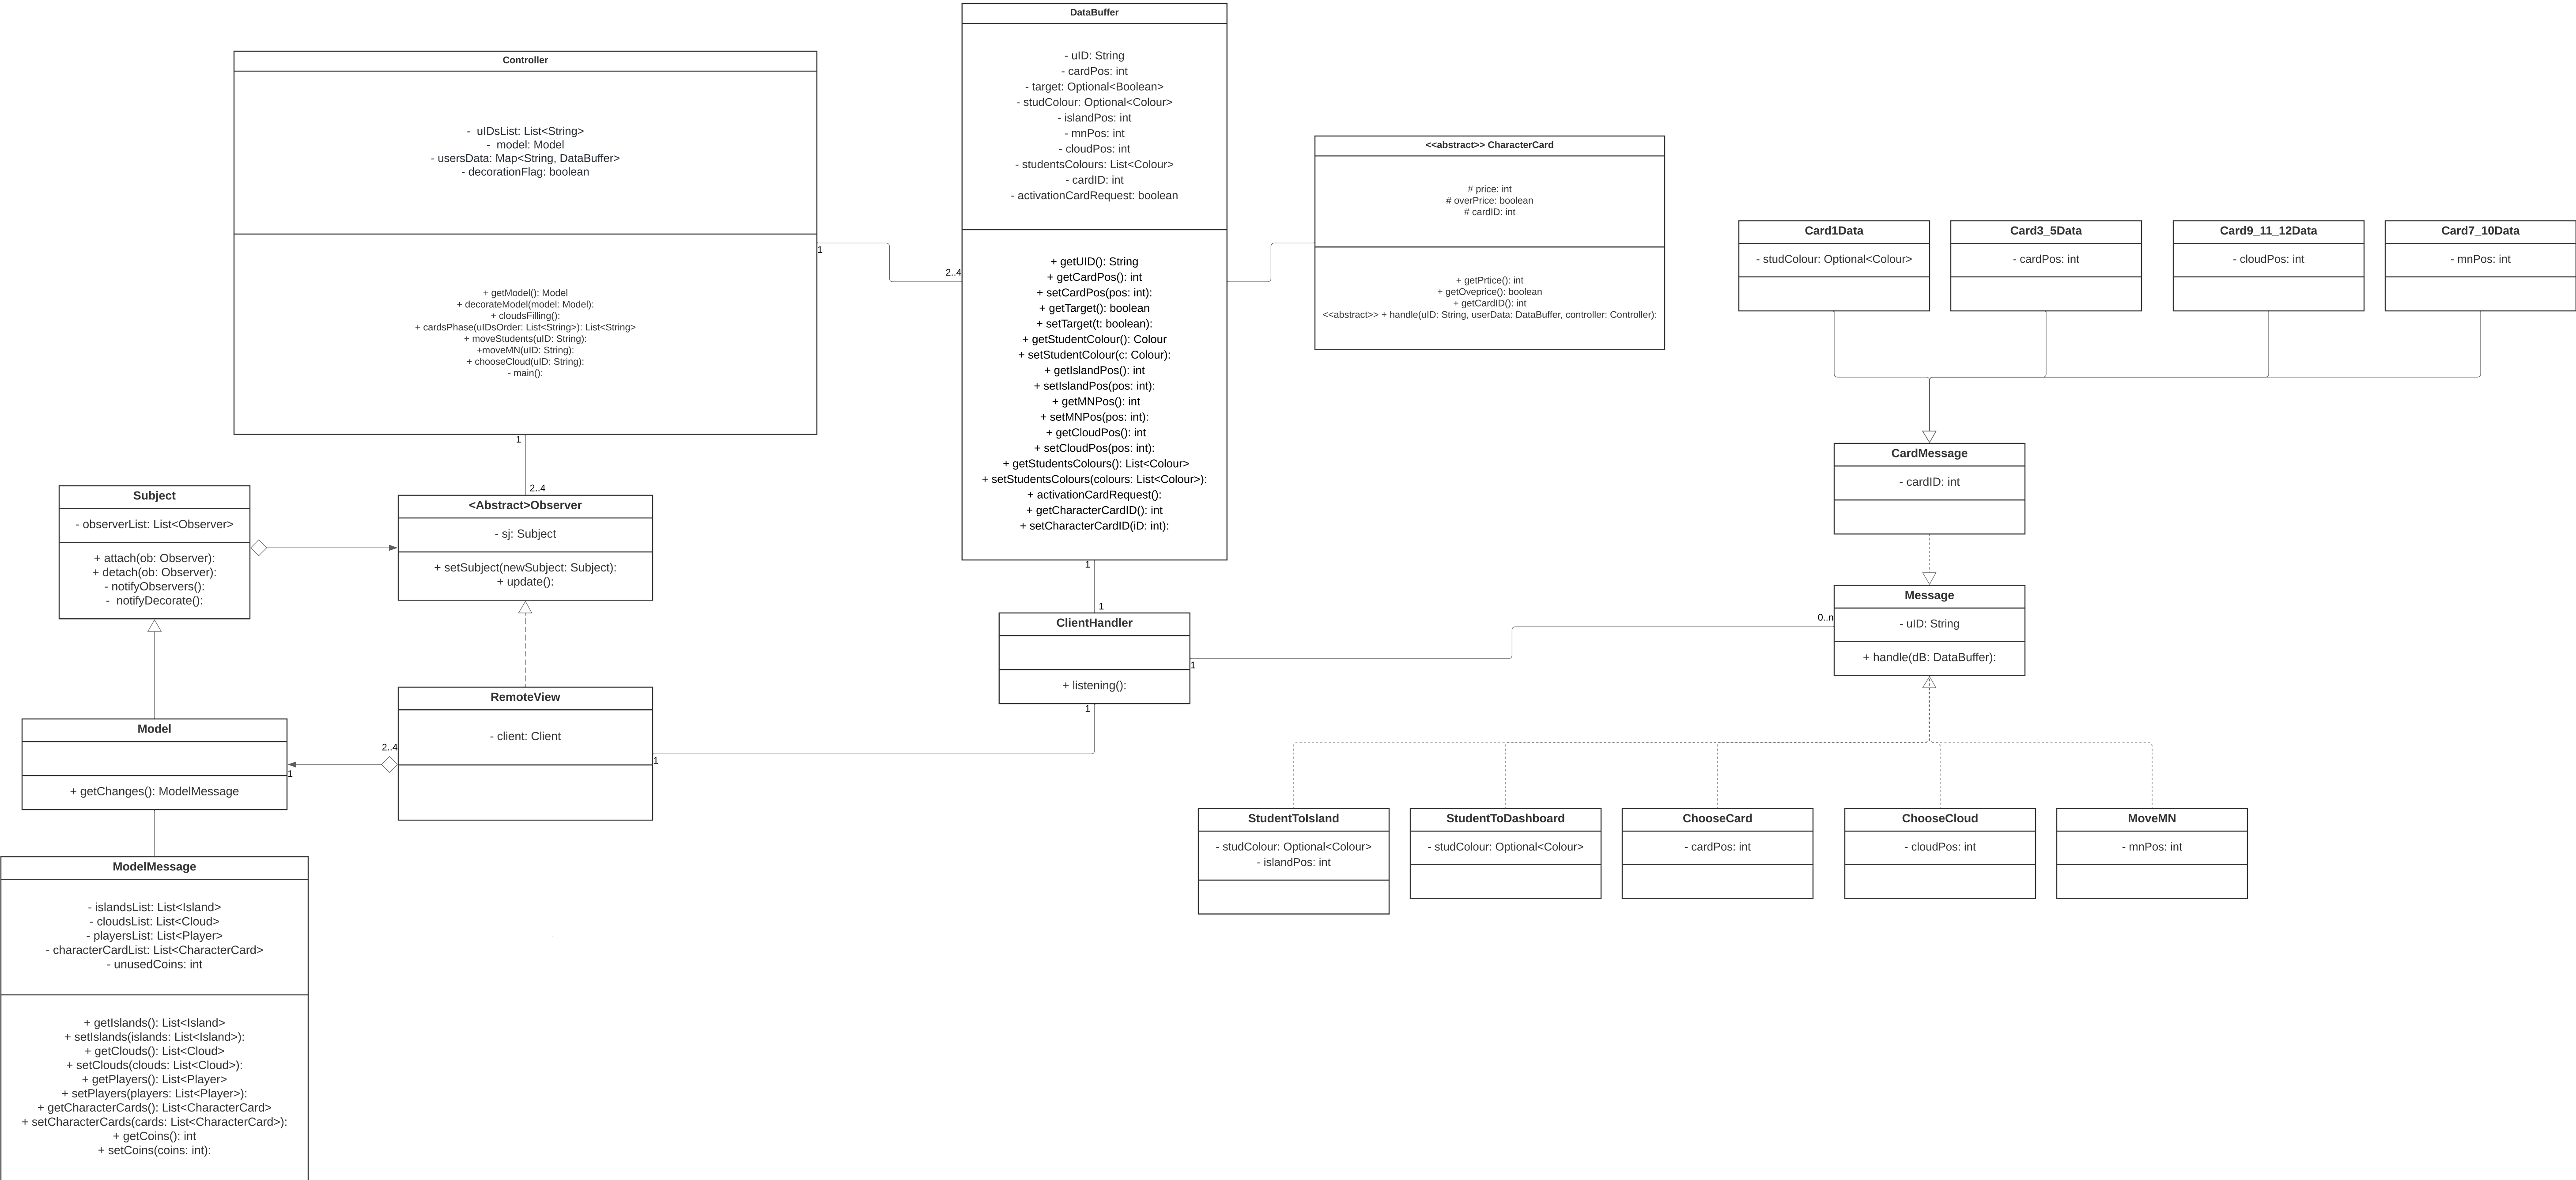 DataBuffer
- uID: String
- cardPos: int
- target: Optional<Boolean>
- studColour: Optional<Colour>
- islandPos: int
- mnPos: int
- cloudPos: int
- studentsColours: List<Colour>
- cardID: int
- activationCardRequest: boolean
+ getUID(): String
+ getCardPos(): int
+ setCardPos(pos: int):
+ getTarget(): boolean
+ setTarget(t: boolean):
+ getStudentColour(): Colour
+ setStudentColour(c: Colour):
+ getIslandPos(): int
+ setIslandPos(pos: int):
+ getMNPos(): int
+ setMNPos(pos: int):
+ getCloudPos(): int
+ setCloudPos(pos: int):
+ getStudentsColours(): List<Colour>
+ setStudentsColours(colours: List<Colour>):
+ activationCardRequest():
+ getCharacterCardID(): int
+ setCharacterCardID(iD: int):
Controller
- uIDsList: List<String>
- model: Model
- usersData: Map<String, DataBuffer>
- decorationFlag: boolean
+ getModel(): Model
+ decorateModel(model: Model):
+ cloudsFilling():
+ cardsPhase(uIDsOrder: List<String>): List<String>
+ moveStudents(uID: String):
+moveMN(uID: String):
+ chooseCloud(uID: String):
- main():
1
2..4
<<abstract>> CharacterCard
# price: int
# overPrice: boolean
# cardID: int
+ getPrtice(): int
+ getOveprice(): boolean
+ getCardID(): int
<<abstract>> + handle(uID: String, userData: DataBuffer, controller: Controller):
Card1Data
- studColour: Optional<Colour>
Card3_5Data
- cardPos: int
Card9_11_12Data
- cloudPos: int
Card7_10Data
- mnPos: int
CardMessage
- cardID: int
1
2..4
Subject
- observerList: List<Observer>
+ attach(ob: Observer):
+ detach(ob: Observer):
- notifyObservers():
- notifyDecorate():
<Abstract>Observer
- sj: Subject
+ setSubject(newSubject: Subject):
+ update():
1
1
ClientHandler
+ listening():
1
1
0..n
Message
- uID: String
+ handle(dB: DataBuffer):
RemoteView
- client: Client
2..4
1
1
Model
+ getChanges(): ModelMessage
StudentToIsland
- studColour: Optional<Colour>
- islandPos: int
StudentToDashboard
- studColour: Optional<Colour>
ChooseCard
- cardPos: int
ChooseCloud
- cloudPos: int
MoveMN
- mnPos: int
ModelMessage
- islandsList: List<Island>
- cloudsList: List<Cloud>
- playersList: List<Player>
- characterCardList: List<CharacterCard>
- unusedCoins: int
+ getIslands(): List<Island>
+ setIslands(islands: List<Island>):
+ getClouds(): List<Cloud>
+ setClouds(clouds: List<Cloud>):
+ getPlayers(): List<Player>
+ setPlayers(players: List<Player>):
+ getCharacterCards(): List<CharacterCard>
+ setCharacterCards(cards: List<CharacterCard>):
+ getCoins(): int
+ setCoins(coins: int):